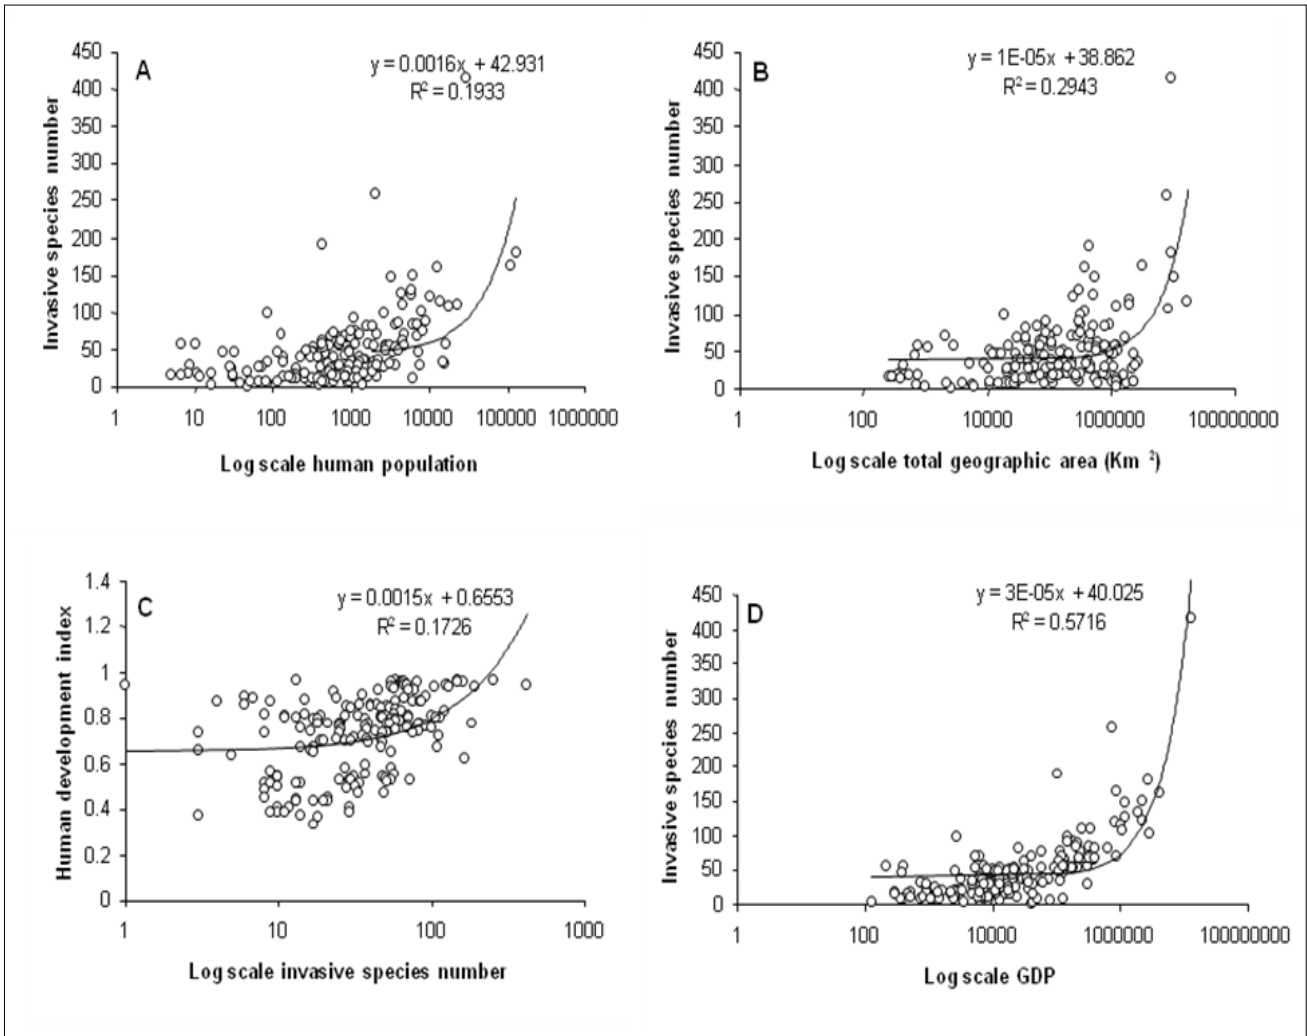 A
y = 0.0016x + 42.931
R² = 0.1933
450
400
350
300
250
200
150
100
50
0
Invasive species number
1 10 100 1000 10000 100000 1000000
Log scale human population
B
y = 1E-05x + 38.862
R² = 0.2943
450
400
350
300
250
200
150
100
50
0
Invasive species number
1 100 10000 1000000 100000000
Log scale total geographic area (Km ²)
C
y = 0.0015x + 0.6553
R² = 0.1726
1.4
1.2
1
0.8
0.6
0.4
0.2
0
Human development index
1 10 100 1000
Log scale invasive species number
D
y = 3E-05x + 40.025
R² = 0.5716
450
400
350
300
250
200
150
100
50
0
Invasive species number
1 100 10000 1000000 100000000
Log scale GDP